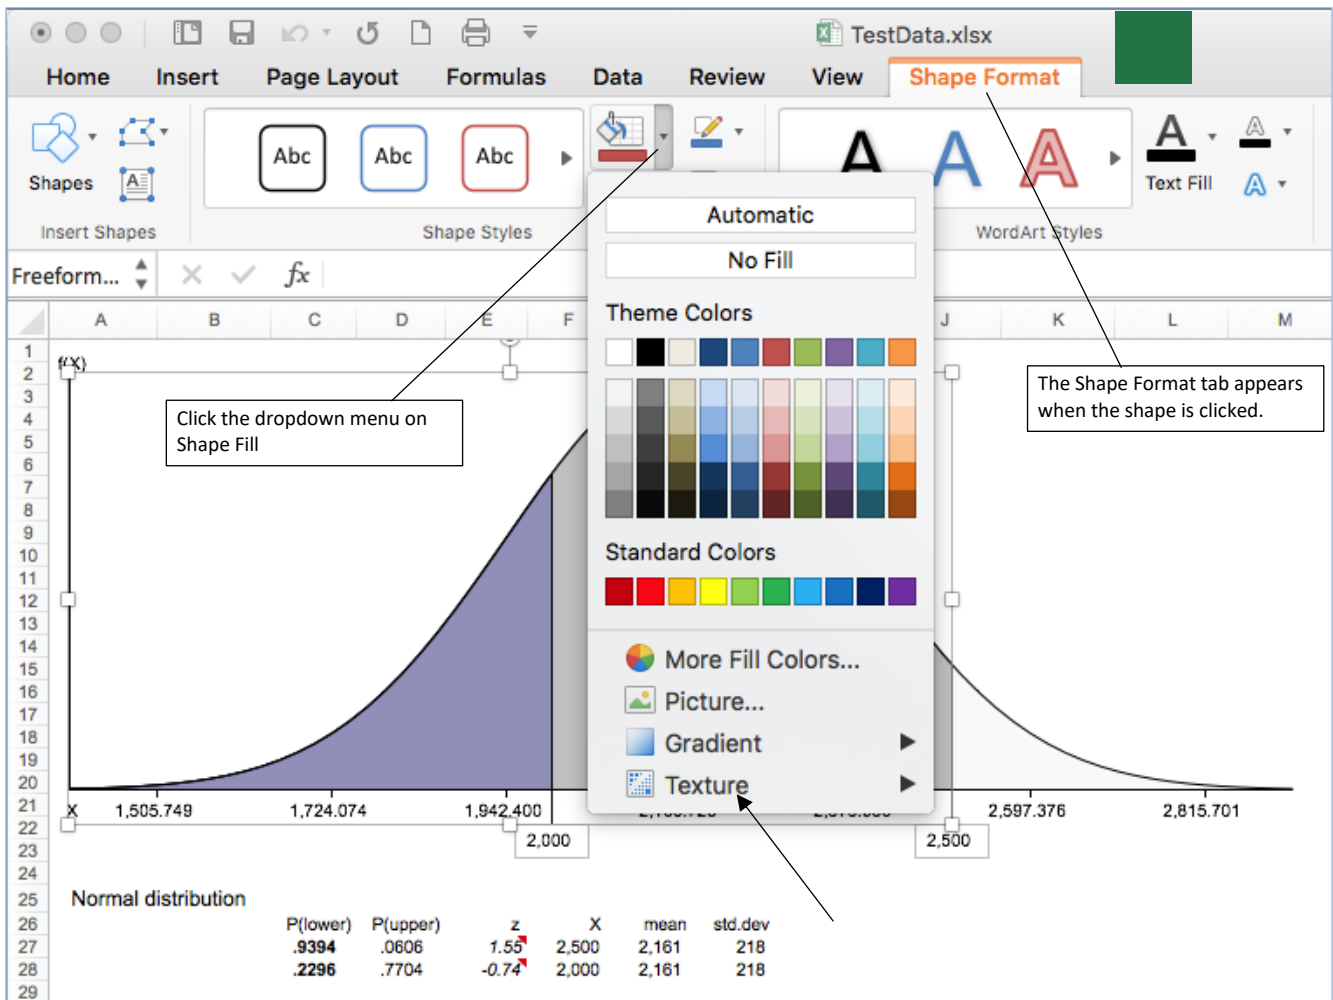 TestData.xlsx
Home Insert Page Layout Formulas Data Review View Shape Format
Abc Abc Abc A A A A A
Shapes A Text Fill A
Insert Shapes Shape Styles WordArt Styles
Automatic
No Fill
Freeform... fx
Theme Colors
A B C D E F J K L M
1
f(X)
2
3
The Shape Format tab appears
when the shape is clicked.
4
Click the dropdown menu on
Shape Fill
5
6
7
8
9
10
Standard Colors
11
12
13
14
More Fill Colors...
15
16
Picture...
17
18
Gradient
19
20
Texture
21
X 1,505.749 1,724.074 1,942.400 2,597.376 2,815.701
22
23
2,000 2,500
24
25 Normal distribution
26 P(lower) P(upper) z X mean std.dev
27 .9394 .0606 1.55 2,500 2,161 218
28 .2296 .7704 -0.74 2,000 2,161 218
29